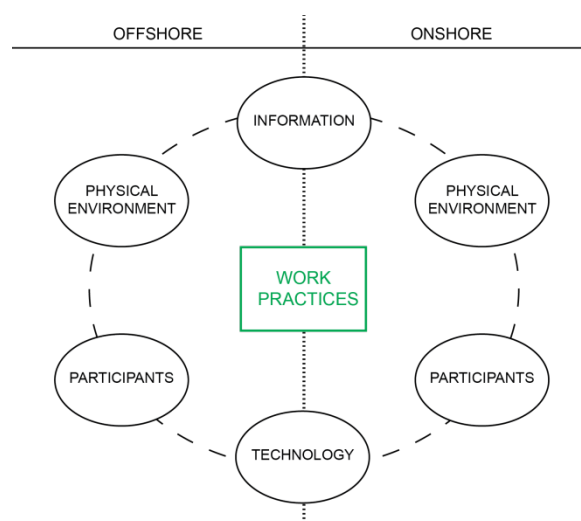 OFFSHORE
ONSHORE
INFORMATION
PHYSICAL
ENVIRONMENT
PHYSICAL
ENVIRONMENT
WORK
PRACTICES
PARTICIPANTS
PARTICIPANTS
TECHNOLOGY